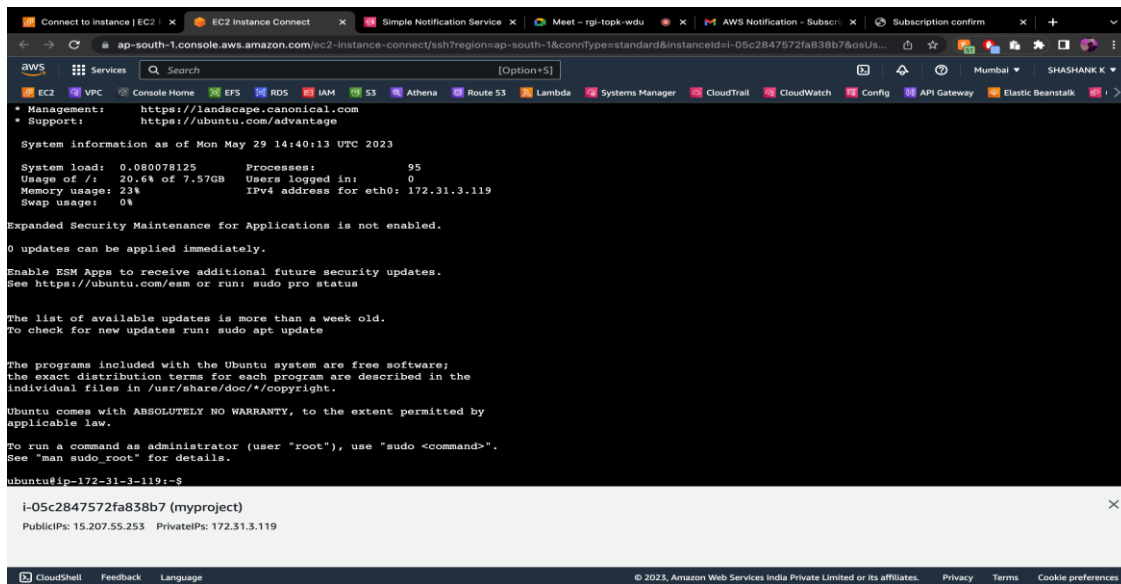 Connect to instance | EC2
EC2 Instance Connect
Simple Notification Service
Meet – rgi-topk-wdu
AWS Notification - Subscri
Subscription confirm
ap-south-1.console.aws.amazon.com/ec2-instance-connect/ssh?region=ap-south-1&connType=standard&instanceId=i-05c2847572fa838b7&osUs...
aws Services Search [Option+S] Mumbai SHASHANK K
EC2 VPC Console Home EFS RDS IAM S3 Athena Route 53 Lambda Systems Manager CloudTrail CloudWatch Config API Gateway Elastic Beanstalk
* Management: https://landscape.canonical.com
* Support: https://ubuntu.com/advantage
System information as of Mon May 29 14:40:13 UTC 2023
System load: 0.080078125 Processes: 95
Usage of /: 20.6% of 7.57GB Users logged in: 0
Memory usage: 23% IPv4 address for eth0: 172.31.3.119
Swap usage: 0%
Expanded Security Maintenance for Applications is not enabled.
0 updates can be applied immediately.
Enable ESM Apps to receive additional future security updates.
See https://ubuntu.com/esm or run: sudo pro status
The list of available updates is more than a week old.
To check for new updates run: sudo apt update
The programs included with the Ubuntu system are free software;
the exact distribution terms for each program are described in the
individual files in /usr/share/doc/*/copyright.
Ubuntu comes with ABSOLUTELY NO WARRANTY, to the extent permitted by
applicable law.
To run a command as administrator (user "root"), use "sudo <command>".
See "man sudo_root" for details.
ubuntu@ip-172-31-3-119:~$
i-05c2847572fa838b7 (myproject)
PublicIPs: 15.207.55.253 PrivateIPs: 172.31.3.119
CloudShell Feedback Language © 2023, Amazon Web Services India Private Limited or its affiliates. Privacy Terms Cookie preferences